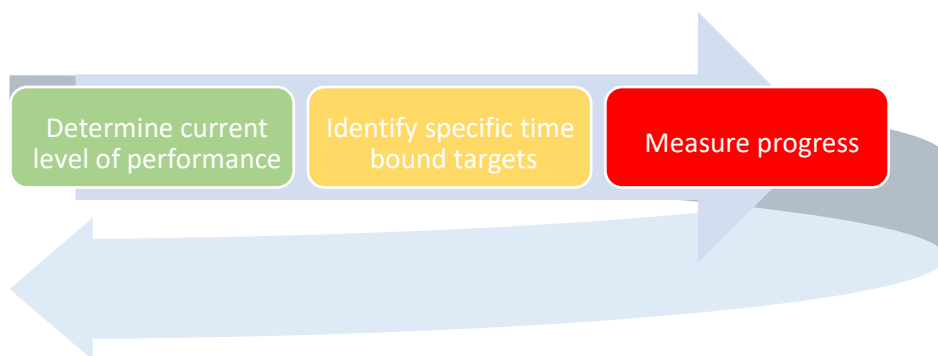 Determine current
level of performance
Identify specific time
bound targets
Measure progress